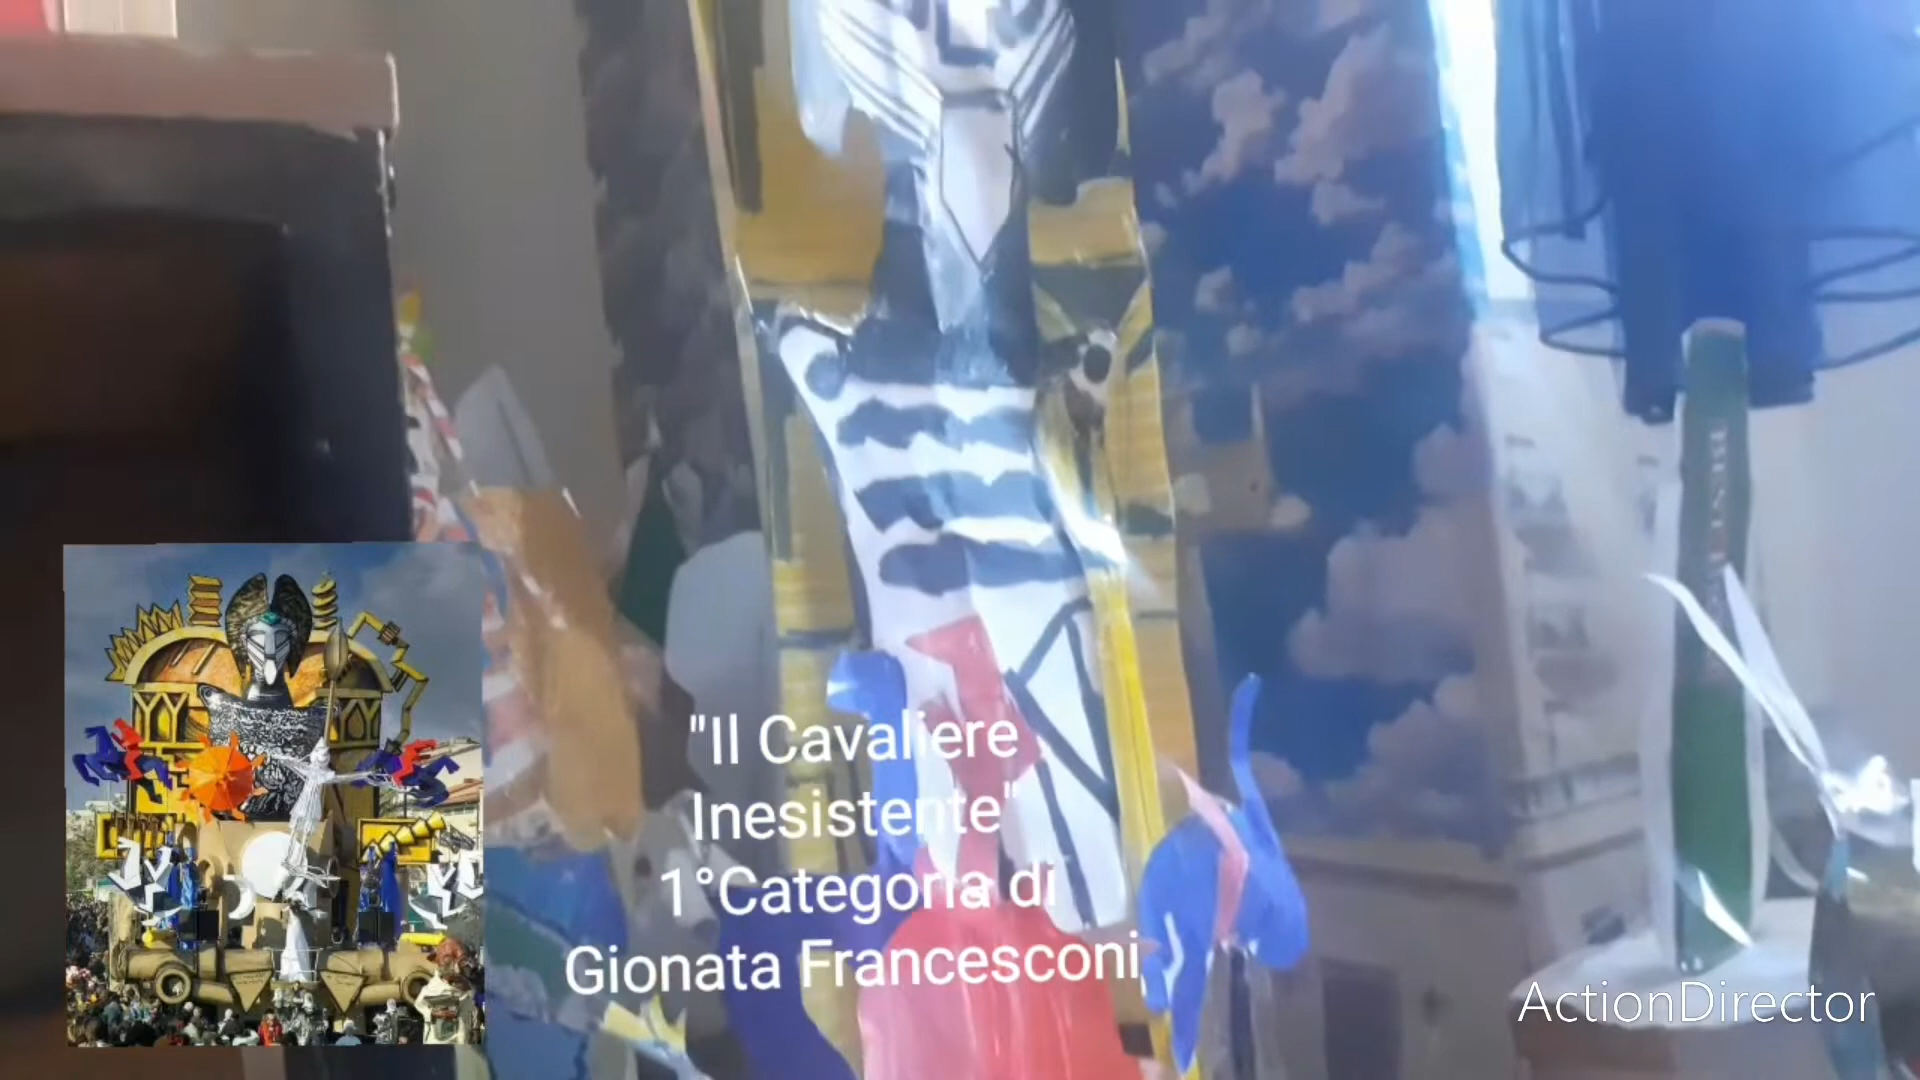 "Il Cavaliere
Inesistente"
1°Categoria di
Gionata Francesconi
ActionDirector